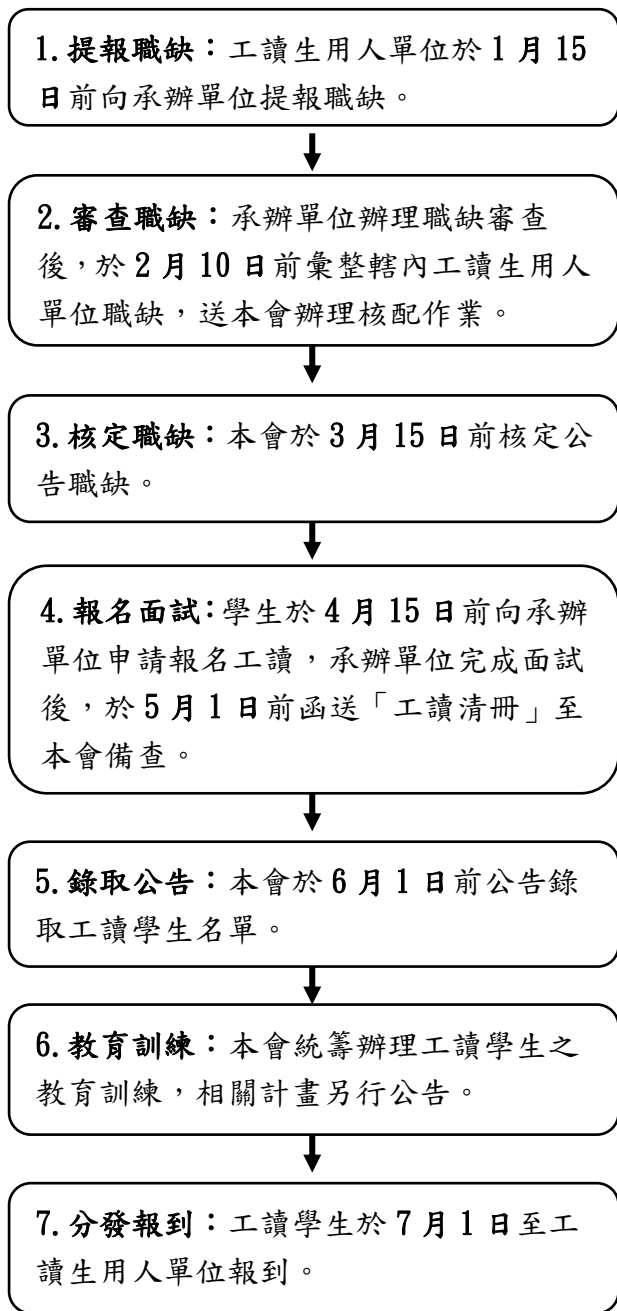 1. 提報職缺：工讀生用人單位於 1 月 15
日前向承辦單位提報職缺。
2. 審查職缺：承辦單位辦理職缺審查
後，於 2 月 10 日前彙整轄內工讀生用人
單位職缺，送本會辦理核配作業。
3. 核定職缺：本會於 3 月 15 日前核定公
告職缺。
4. 報名面試：學生於 4 月 15 日前向承辦
單位申請報名工讀，承辦單位完成面試
後，於 5 月 1 日前函送「工讀清冊」至
本會備查。
5. 錄取公告：本會於 6 月 1 日前公告錄
取工讀學生名單。
6. 教育訓練：本會統籌辦理工讀學生之
教育訓練，相關計畫另行公告。
7. 分發報到：工讀學生於 7 月 1 日至工
讀生用人單位報到。